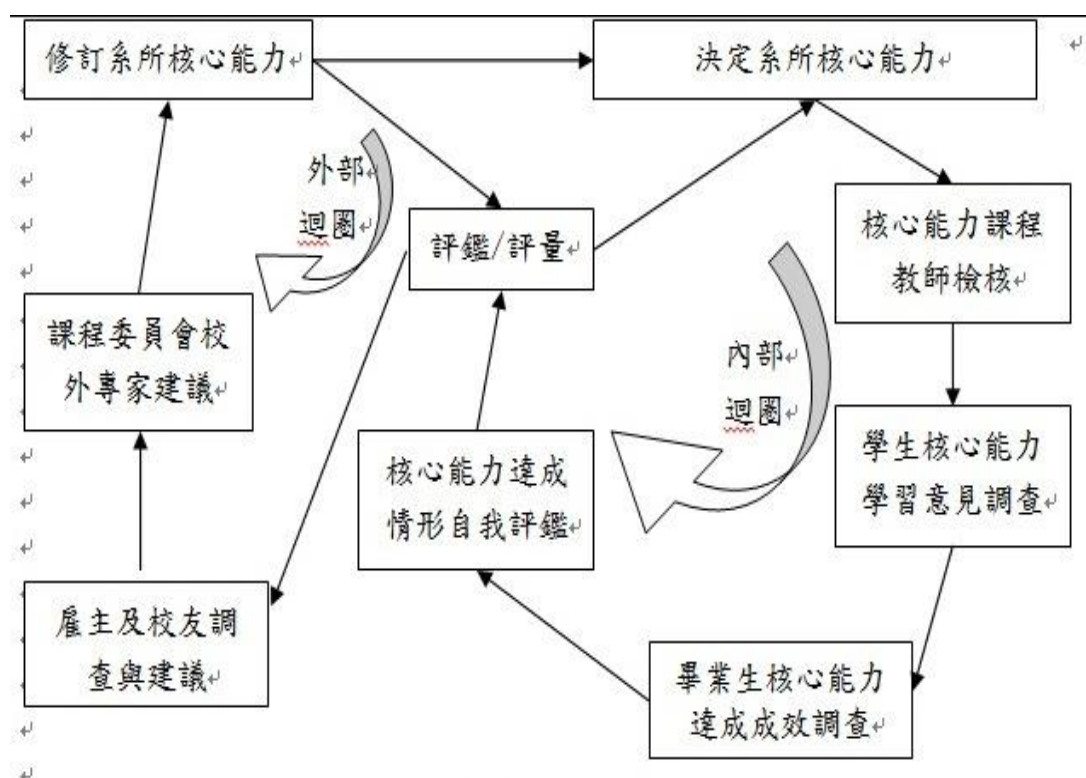 修訂系所核心能力
決定系所核心能力
外部
迴圈
評鑑/評量
核心能力課程
教師檢核
課程委員會校
外專家建議
內部
迴圈
學生核心能力
學習意見調查
核心能力達成
情形自我評鑑
雇主及校友調
查與建議
畢業生核心能力
達成成效調查